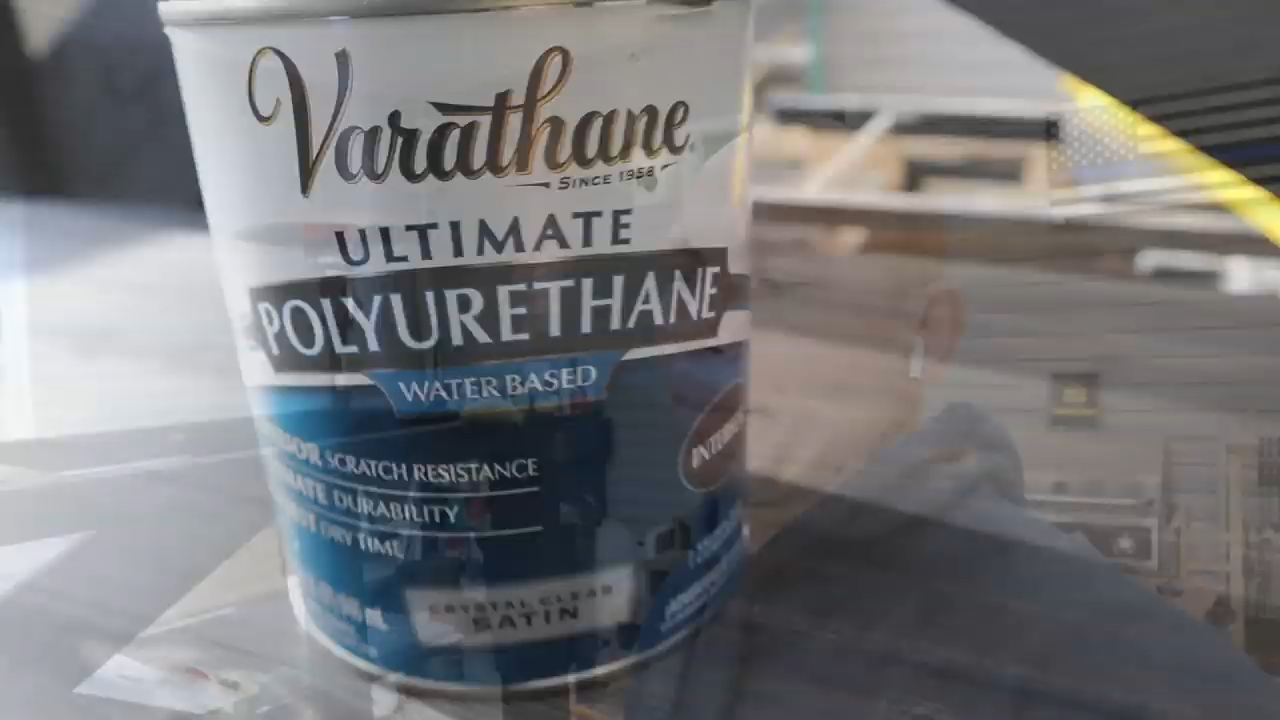 Varathane
SINCE 1958
ULTIMATE
POLYURETHANE
WATER BASED
SCRATCH RESISTANCE
DURABILITY
DRY TIME
CRYSTAL CLEAR
SATIN